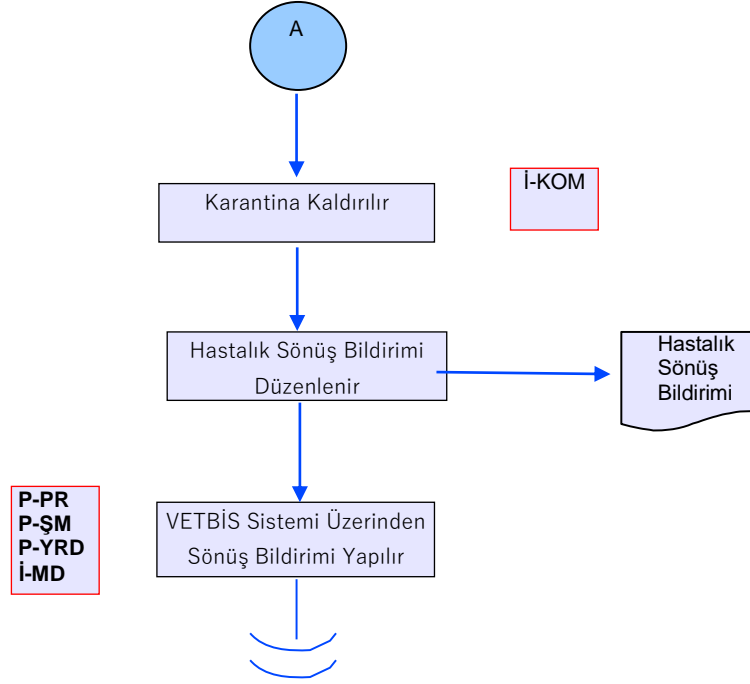 A
Karantina Kaldırılır
İ-KOM
Hastalık Sönüş Bildirimi
Düzenlenir
Hastalık
Sönüş
Bildirimi
P-PR
P-ŞM
P-YRD
İ-MD
VETBİS Sistemi Üzerinden
Sönüş Bildirimi Yapılır